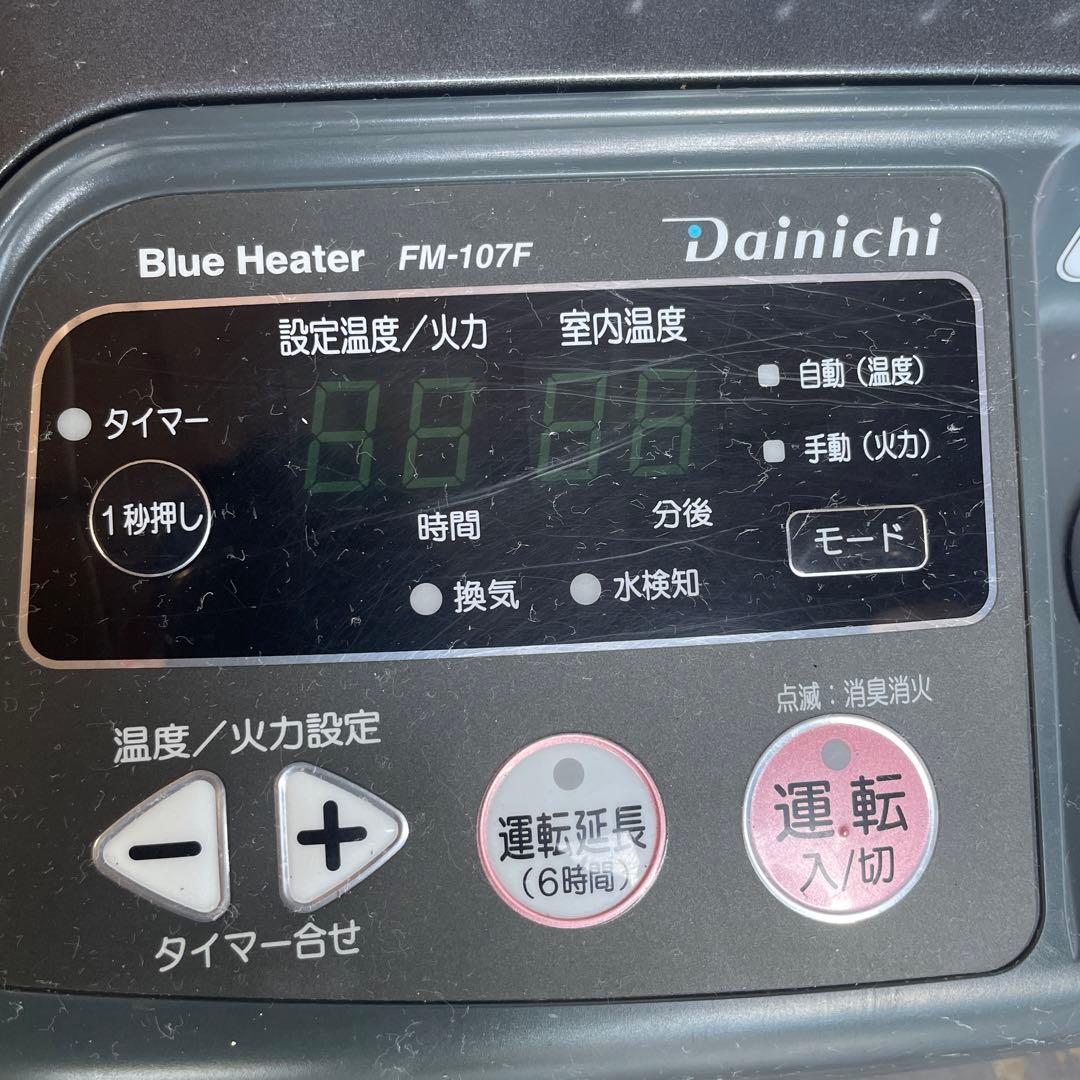 Blue Heater FM-107F
Dainichi
設定温度／火力
室内温度
自動（温度）
タイマー
手動（火力）
1秒押し
時間
分後
モード
換気
水検知
点滅：消臭消火
温度／火力設定
−
+
運転延長
（6時間）
運転
入/切
タイマー合せ